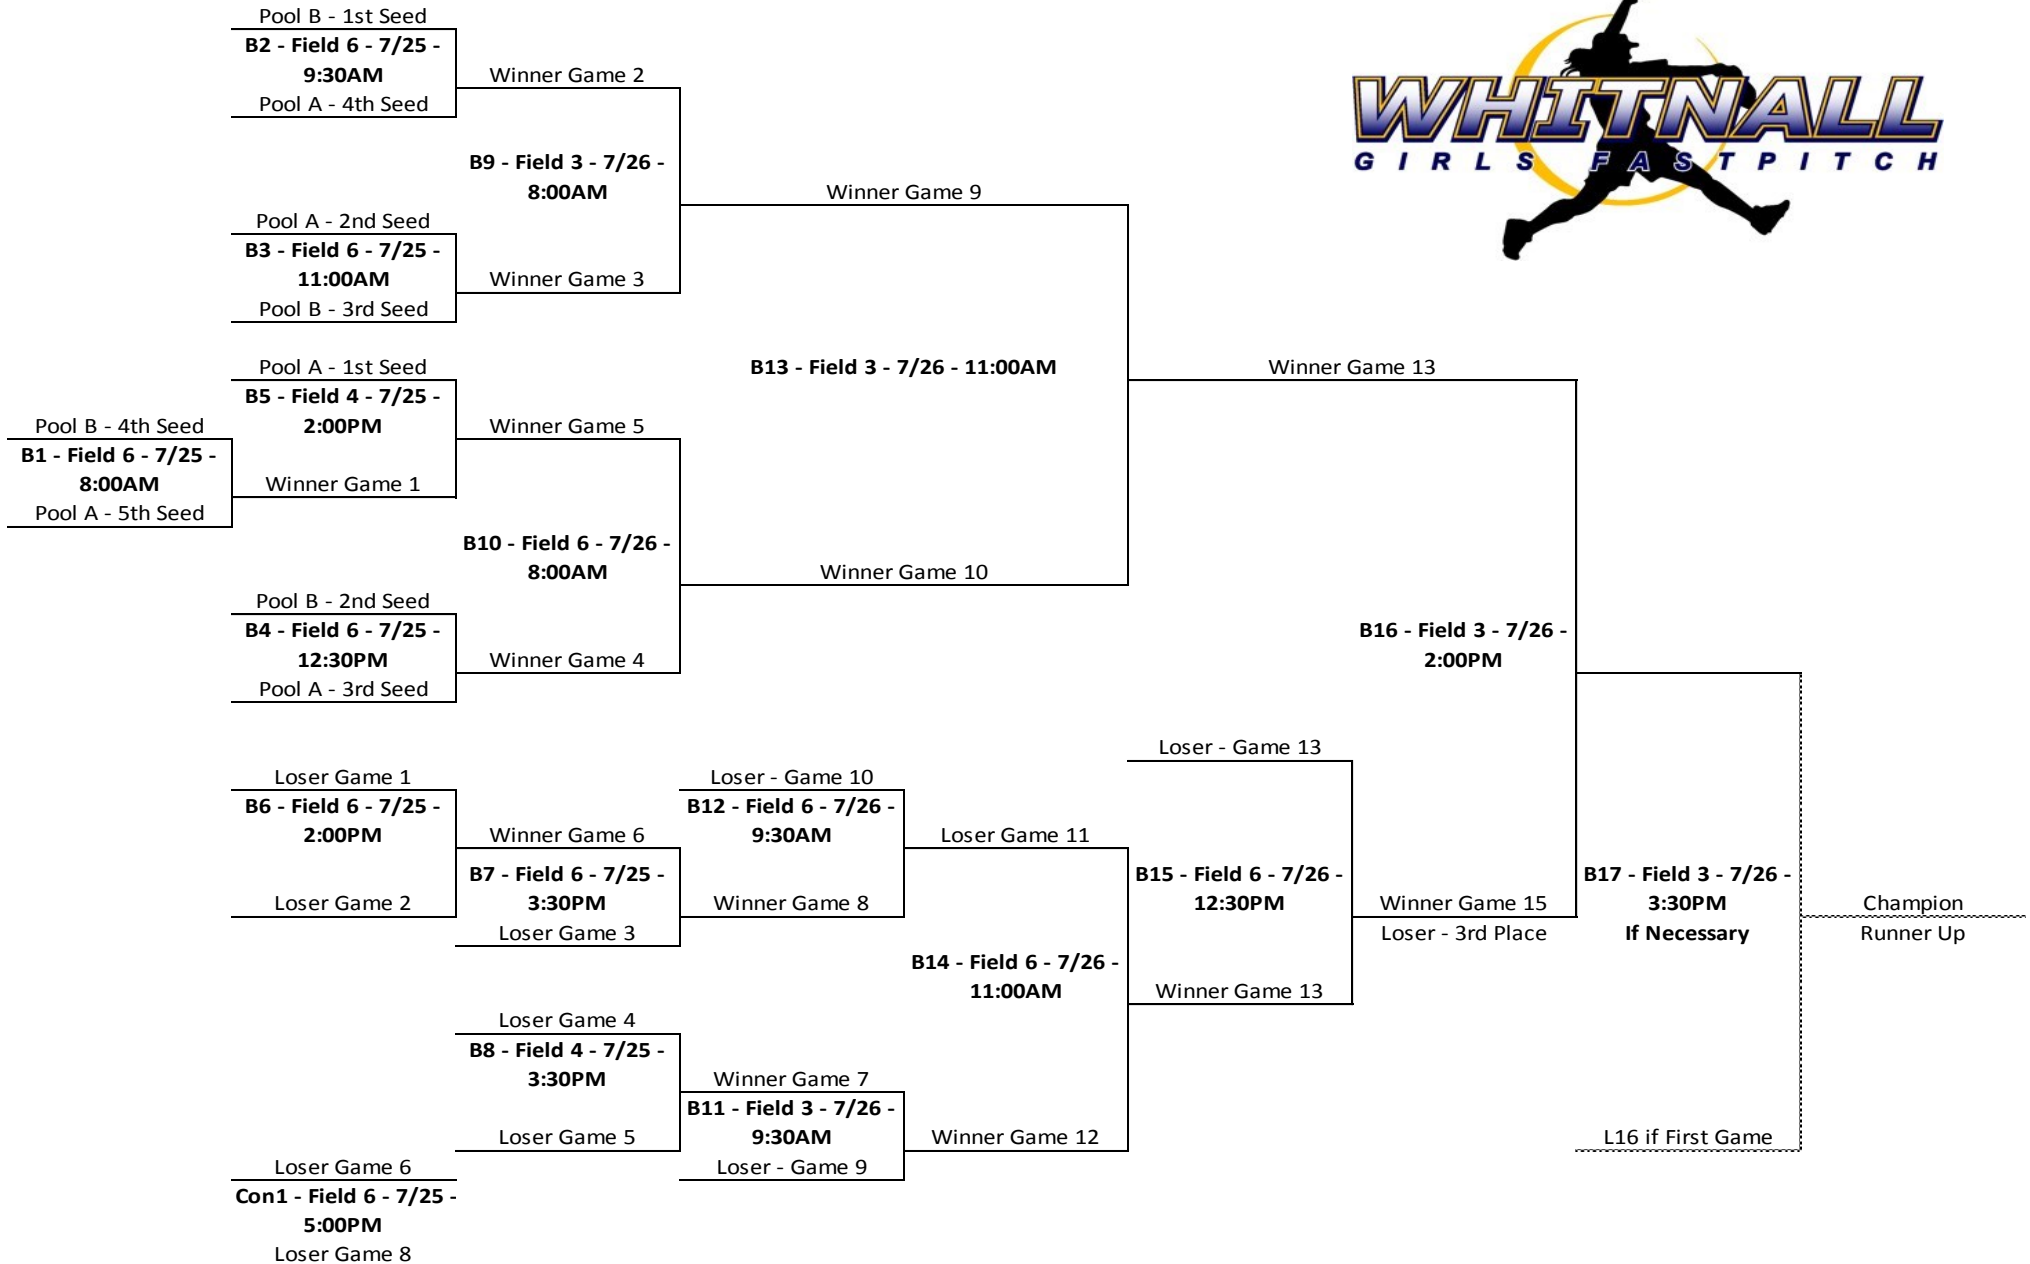 Pool B - 1st Seed
B2 - Field 6 - 7/25 -
9:30AM
Pool A - 4th Seed
Winner Game 2
WHITNALL
GIRLS FASTPITCH
B9 - Field 3 - 7/26 -
8:00AM
Winner Game 9
Pool A - 2nd Seed
B3 - Field 6 - 7/25 -
11:00AM
Pool B - 3rd Seed
Winner Game 3
Pool A - 1st Seed
B5 - Field 4 - 7/25 -
2:00PM
B13 - Field 3 - 7/26 - 11:00AM
Winner Game 13
Pool B - 4th Seed
B1 - Field 6 - 7/25 -
8:00AM
Pool A - 5th Seed
Winner Game 5
Winner Game 1
B10 - Field 6 - 7/26 -
8:00AM
Winner Game 10
Pool B - 2nd Seed
B4 - Field 6 - 7/25 -
12:30PM
Pool A - 3rd Seed
Winner Game 4
B16 - Field 3 - 7/26 -
2:00PM
Loser - Game 13
Loser Game 1
B6 - Field 6 - 7/25 -
2:00PM
Loser Game 2
Loser - Game 10
B12 - Field 6 - 7/26 -
9:30AM
Winner Game 6
B7 - Field 6 - 7/25 -
3:30PM
Loser Game 3
Winner Game 8
Loser Game 11
B15 - Field 6 - 7/26 -
12:30PM
Winner Game 15
Loser - 3rd Place
B17 - Field 3 - 7/26 -
3:30PM
If Necessary
Champion
Runner Up
B14 - Field 6 - 7/26 -
11:00AM
Winner Game 13
Loser Game 4
B8 - Field 4 - 7/25 -
3:30PM
Loser Game 5
Winner Game 7
B11 - Field 3 - 7/26 -
9:30AM
Loser - Game 9
Winner Game 12
L16 if First Game
Loser Game 6
Con1 - Field 6 - 7/25 -
5:00PM
Loser Game 8